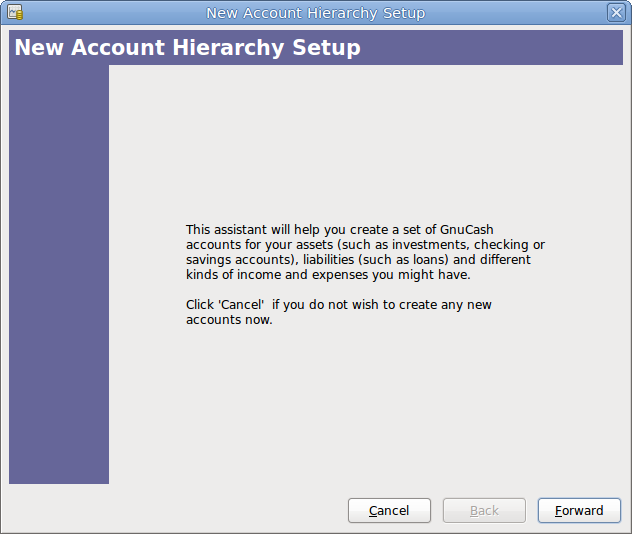 New Account Hierarchy Setup
New Account Hierarchy Setup
This assistant will help you create a set of GnuCash
accounts for your assets (such as investments, checking or
savings accounts), liabilities (such as loans) and different
kinds of income and expenses you might have.
Click 'Cancel'  if you do not wish to create any new
accounts now.
Cancel
Back
Forward